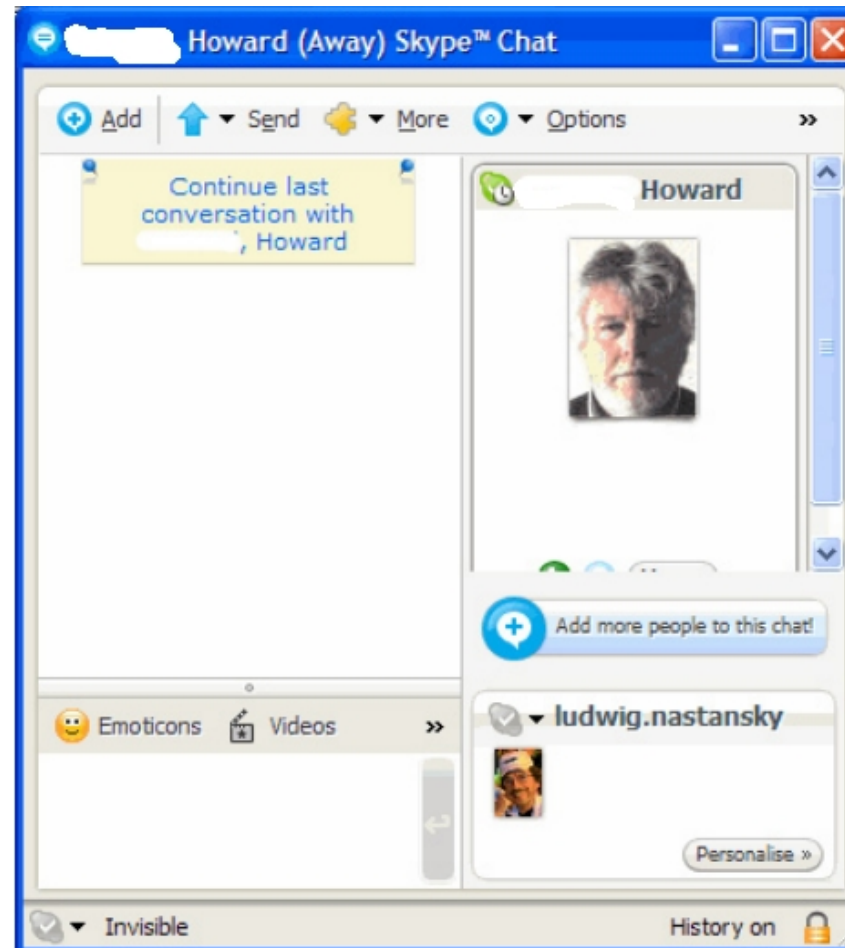 Howard (Away) Skype™ Chat
Add Send More Options »
Continue last
conversation with
, Howard
Howard
Add more people to this chat!
Emoticons Videos »
ludwig.nastansky
Personalise »
Invisible
History on